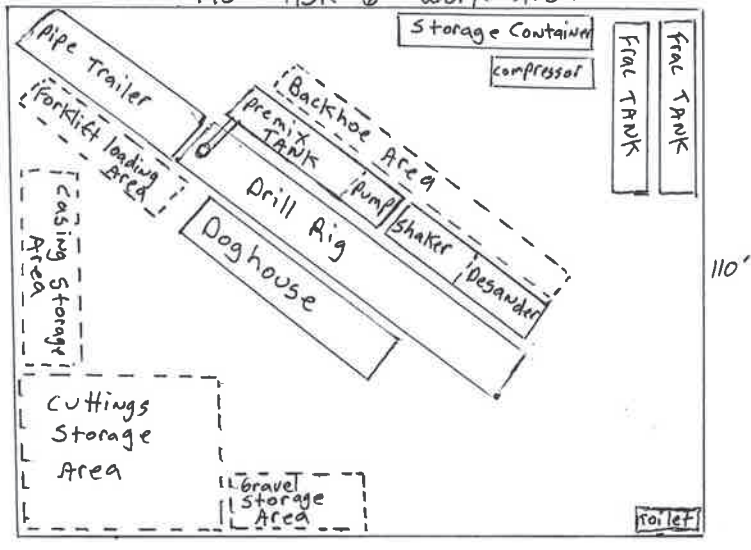 Storage Container
compressor
Frac TANK
Frac TANK
Pipe Trailer
Forklift loading
Area
Backhoe Area
premix
TANK
Pump
Shaker
Desander
Drill Rig
Doghouse
Casing Storage
Area
110'
Cuttings
Storage
Area
Gravel
Storage
Area
Toilet